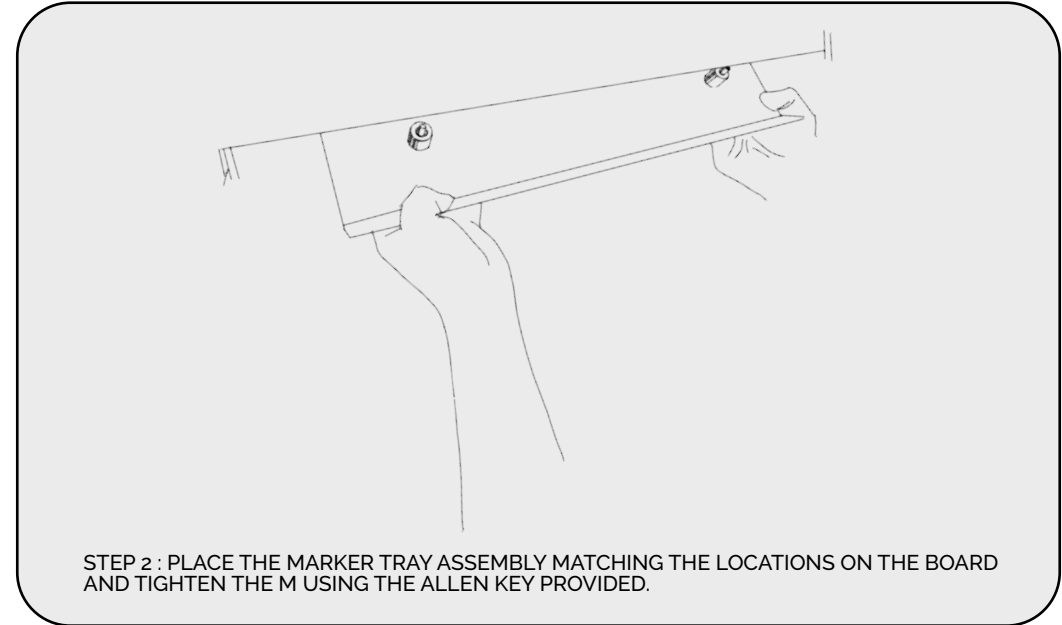 STEP 2 : PLACE THE MARKER TRAY ASSEMBLY MATCHING THE LOCATIONS ON THE BOARD
AND TIGHTEN THE M USING THE ALLEN KEY PROVIDED.